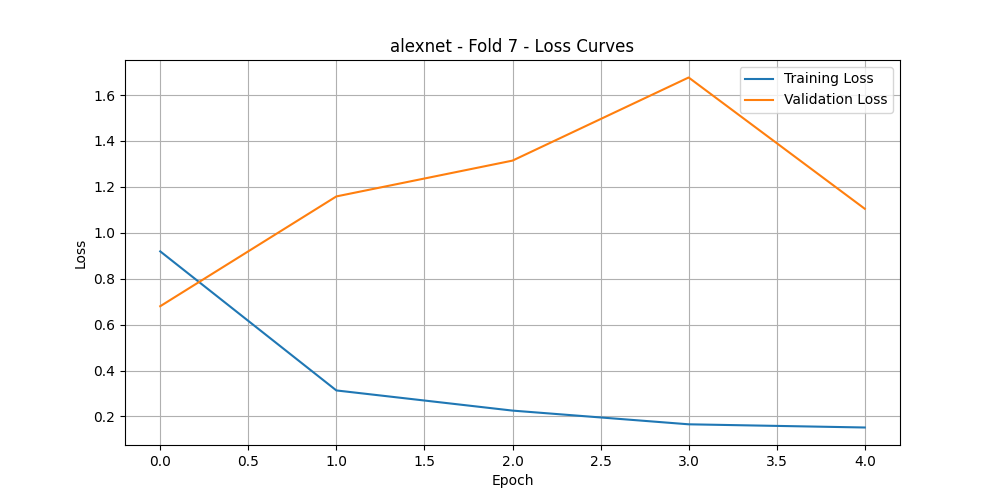 alexnet - Fold 7 - Loss Curves
Training Loss
Validation Loss
1.6
1.4
1.2
1.0
0.8
0.6
0.4
0.2
Loss
0.0 0.5 1.0 1.5 2.0 2.5 3.0 3.5 4.0
Epoch